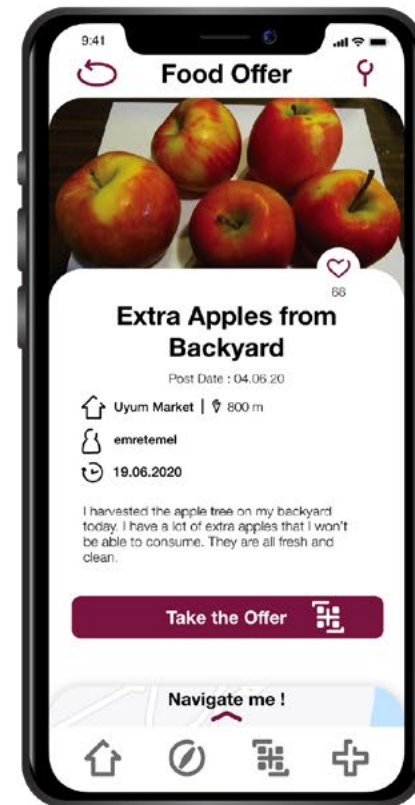 9:41
Food Offer
68
Extra Apples from
Backyard
Post Date : 04.06.20
Uyum Market | 800 m
emretemel
19.06.2020
I harvested the apple tree on my backyard
today. I have a lot of extra apples that I won't
be able to consume. They are all fresh and
clean.
Take the Offer
Navigate me !